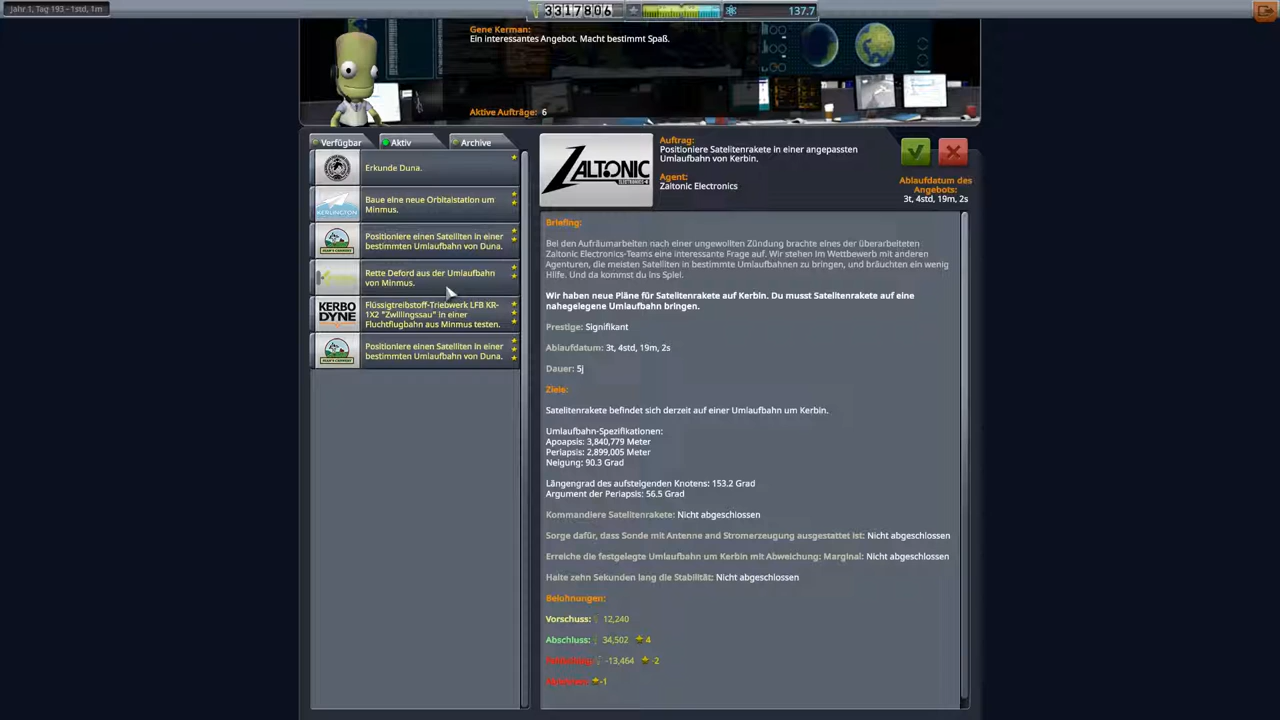 Jahr 1, Tag 193 - 1std, 1m
3317806
137.7
Gene Kerman:
Ein interessantes Angebot. Macht bestimmt Spaß.
Aktive Aufträge: 6
Verfügbar
Aktiv
Archive
Erkunde Duna.
KERLINGTON
Baue eine neue Orbitalstation um
Minmus.
Positioniere einen Satelliten in einer
bestimmten Umlaufbahn von Duna.
Rette Deford aus der Umlaufbahn
von Minmus.
KERBO
DYNE
Flüssigtreibstoff-Triebwerk LFB KR-
1X2 "Zwillingssau" in einer
Fluchtflugbahn aus Minmus testen.
Positioniere einen Satelliten in einer
bestimmten Umlaufbahn von Duna.
ZALTONIC
ELECTRONICS
Auftrag:
Positioniere Satelitenrakete in einer angepassten
Umlaufbahn von Kerbin.
Agent:
Zaltonic Electronics
Ablaufdatum des
Angebots:
3t, 4std, 19m, 2s
Briefing:
Bei den Aufräumarbeiten nach einer ungewollten Zündung brachte eines der überarbeiteten
Zaltonic Electronics-Teams eine interessante Frage auf. Wir stehen im Wettbewerb mit anderen
Agenturen, die meisten Satelliten in bestimmte Umlaufbahnen zu bringen, und bräuchten ein wenig
Hilfe. Und da kommst du ins Spiel.
Wir haben neue Pläne für Satelitenrakete auf Kerbin. Du musst Satelitenrakete auf eine
nahegelegene Umlaufbahn bringen.
Prestige: Signifikant
Ablaufdatum: 3t, 4std, 19m, 2s
Dauer: 5j
Ziele:
Satelitenrakete befindet sich derzeit auf einer Umlaufbahn um Kerbin.
Umlaufbahn-Spezifikationen:
Apoapsis: 3,840,779 Meter
Periapsis: 2,899,005 Meter
Neigung: 90.3 Grad
Längengrad des aufsteigenden Knotens: 153.2 Grad
Argument der Periapsis: 56.5 Grad
Kommandiere Satelitenrakete: Nicht abgeschlossen
Sorge dafür, dass Sonde mit Antenne and Stromerzeugung ausgestattet ist: Nicht abgeschlossen
Erreiche die festgelegte Umlaufbahn um Kerbin mit Abweichung: Marginal: Nicht abgeschlossen
Halte zehn Sekunden lang die Stabilität: Nicht abgeschlossen
Belohnungen:
Vorschuss: 12,240
Abschluss: 34,502 4
-13,464 -2
-1